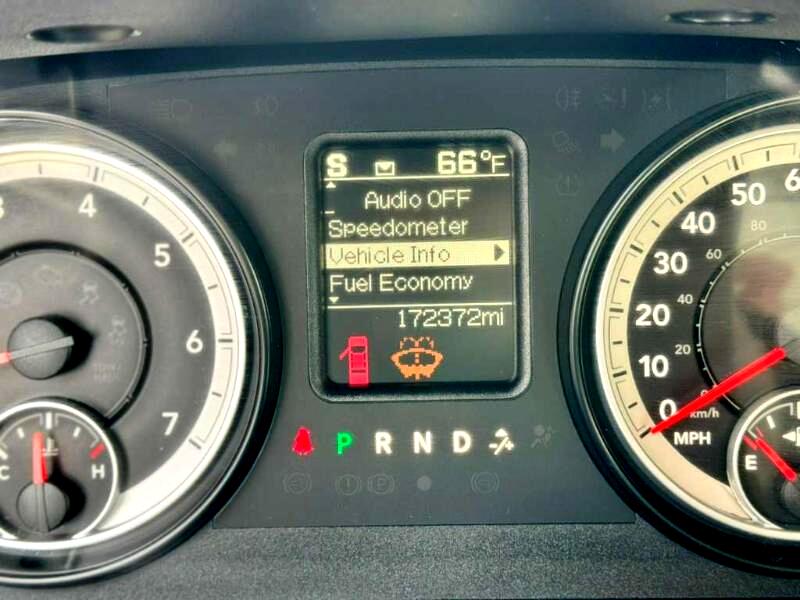 S 66°F
Audio OFF
Speedometer
Vehicle Info
Fuel Economy
172372mi
P R N D
4
5
6
7
C H
50
40
30
20
10
0
80
60
40
20
km/h
MPH
E